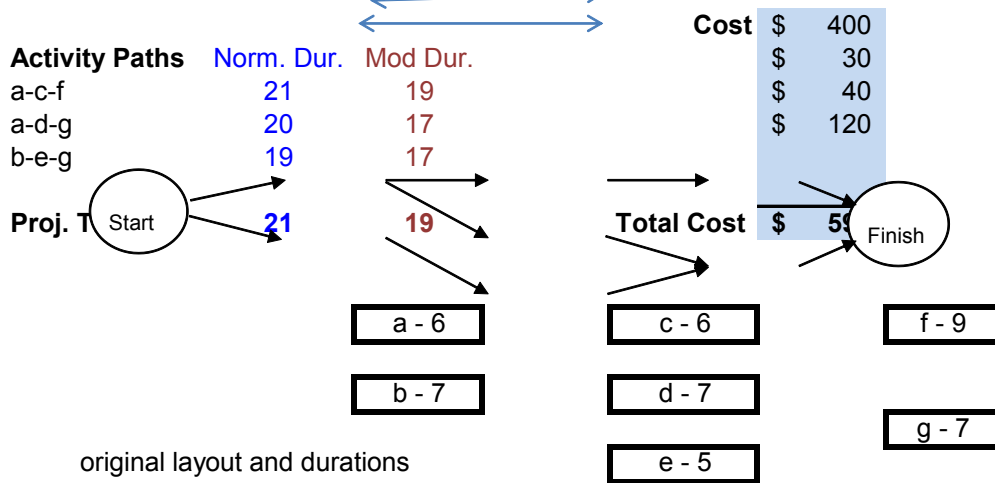 Cost $ 400
Activity Paths Norm. Dur. Mod Dur. $ 30
a-c-f 21 19 $ 40
a-d-g 20 17 $ 120
b-e-g 19 17
Proj. T Start 21 19 Total Cost $ Finish
a - 6 c - 6 f - 9
b - 7 d - 7
g - 7
original layout and durations e - 5